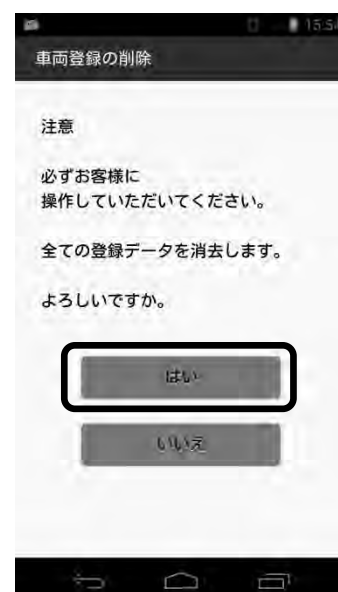 15:54
車両登録の削除
注意
必ずお客様に
操作していただいてください。
全ての登録データを消去します。
よろしいですか。
はい
いいえ